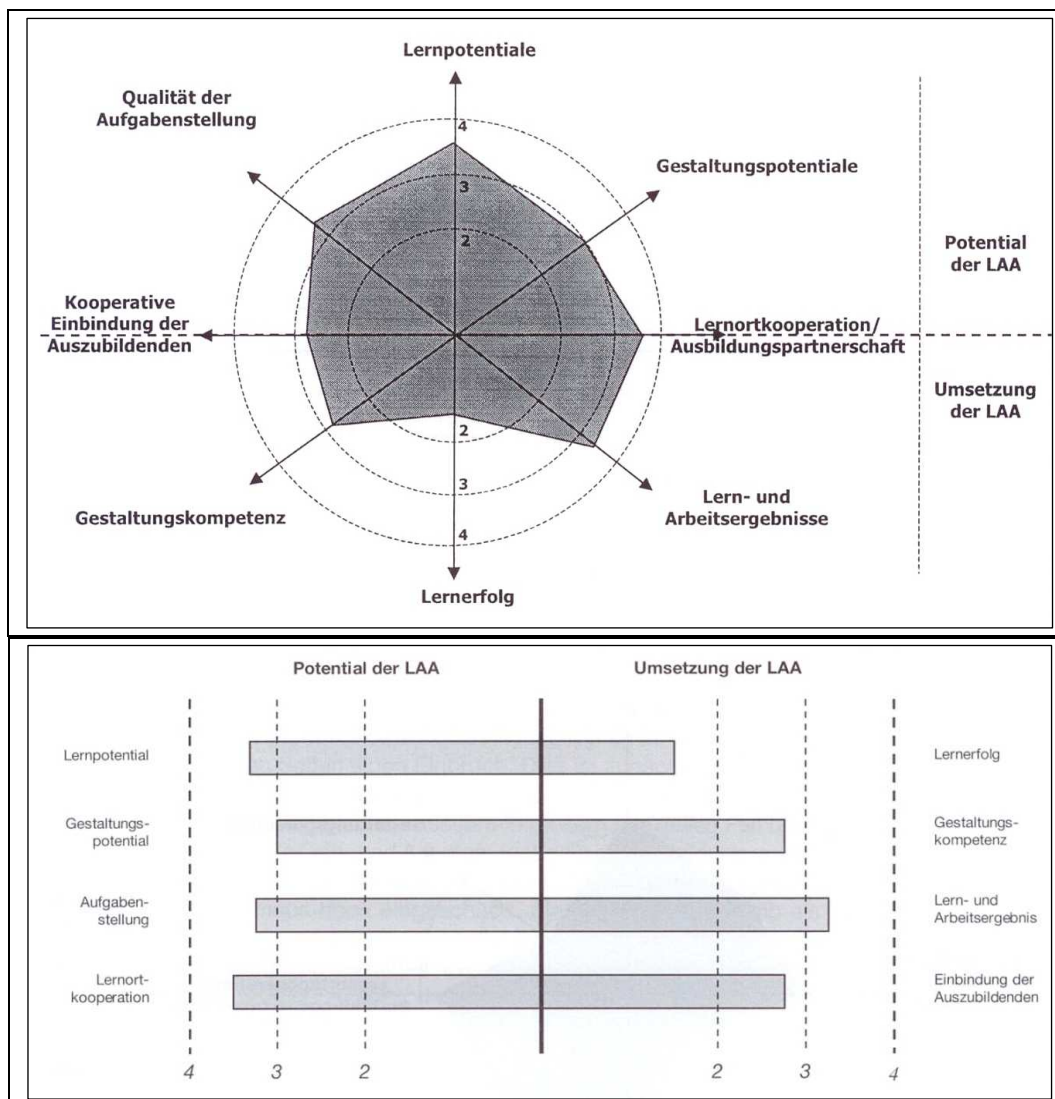 Lernpotentiale
Qualität der
Aufgabenstellung
4
Gestaltungspotentiale
3
2
Potential
der LAA
Kooperative
Einbindung der
Auszubildenden
Lernortkooperation/
Ausbildungspartnerschaft
Umsetzung
der LAA
2
3
4
Gestaltungskompetenz
Lern- und
Arbeitsergebnisse
Lernerfolg
Potential der LAA
Umsetzung der LAA
Lernpotential
Lernerfolg
Gestaltungs-
potential
Gestaltungs-
kompetenz
Aufgaben-
stellung
Lern- und
Arbeitsergebnis
Lernort-
kooperation
Einbindung der
Auszubildenden
4 3 2 2 3 4